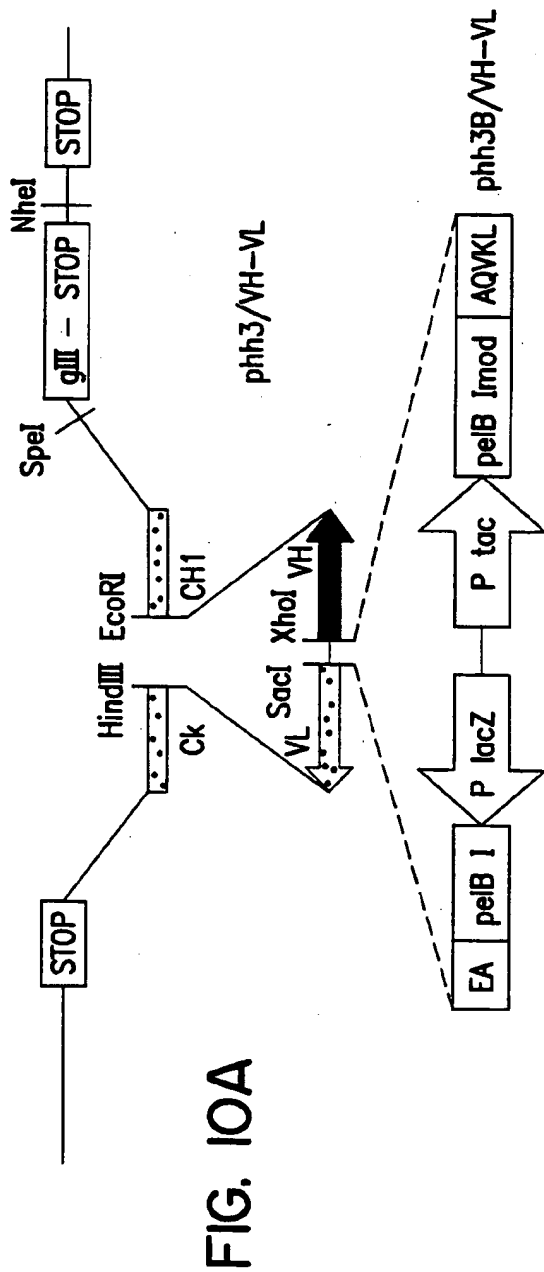 STOP
gIII – STOP
NheI
STOP
SpeI
HindIII
EcoRI
Ck
CH1
phh3/VH–VL
VL
SacI
XhoI
VH
EA
pelB I
P lacZ
P tac
pelB Imod
AQVKL
phh3B/VH–VL
FIG. 10A